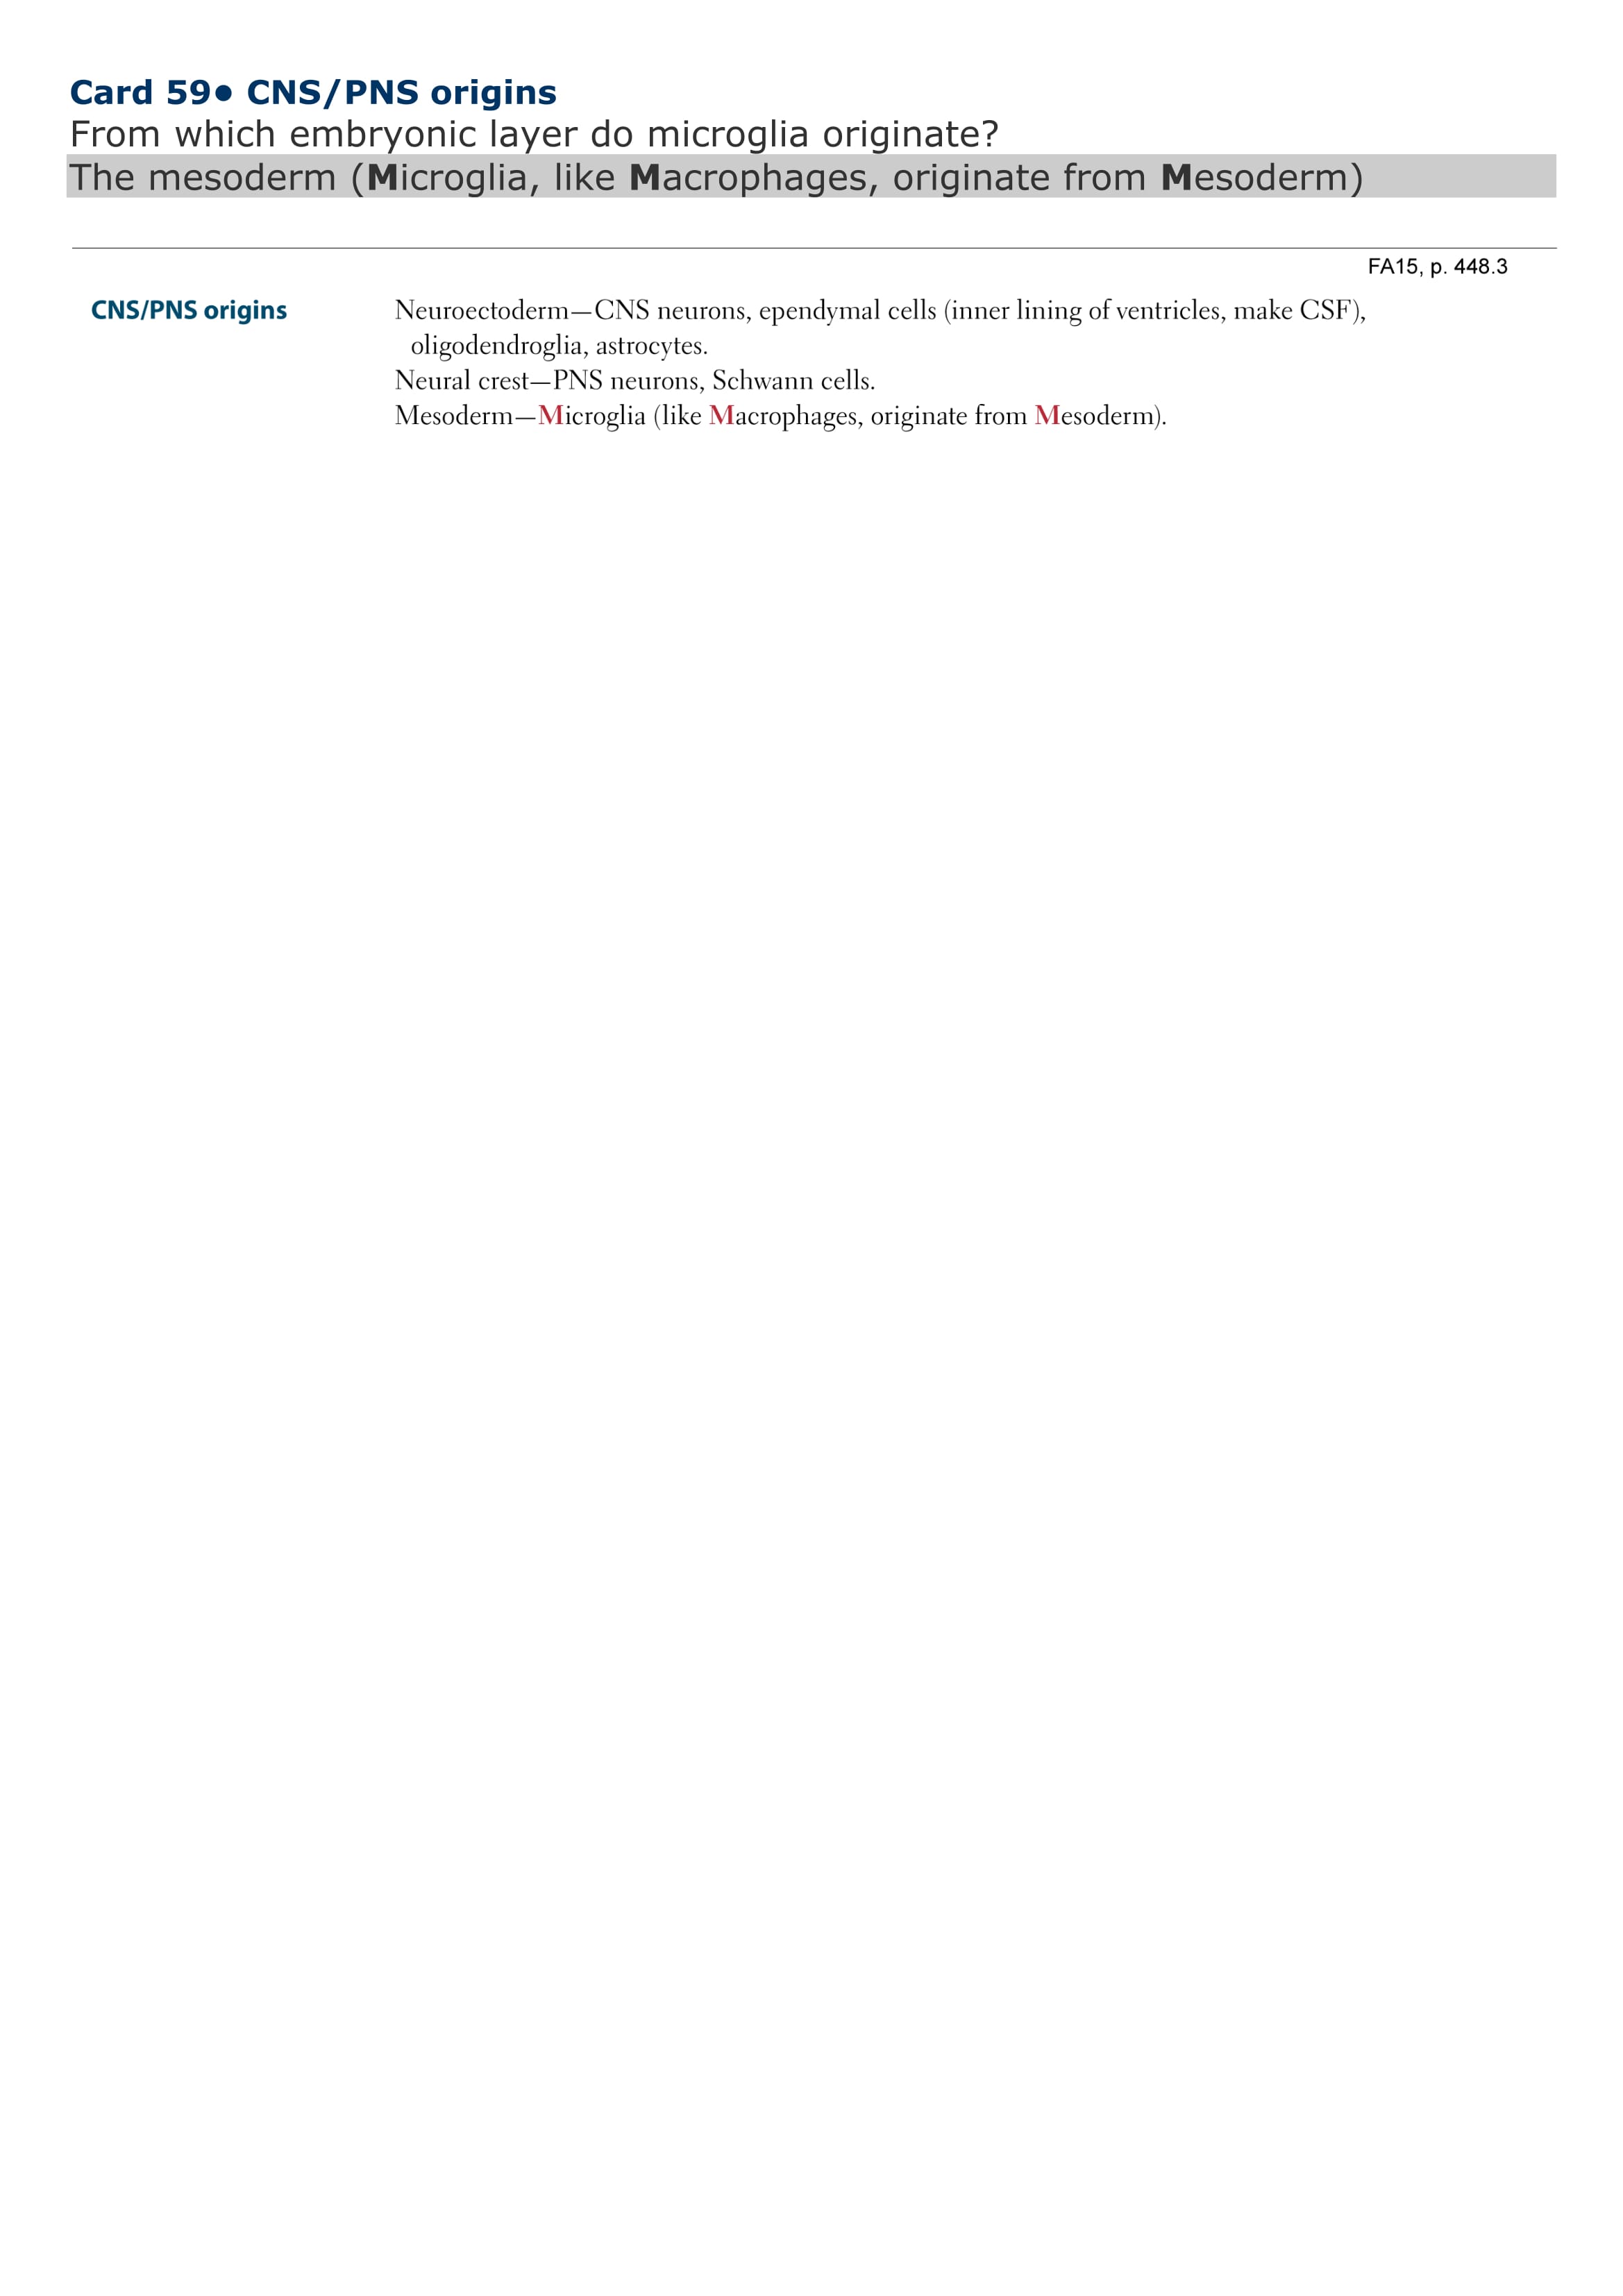 Card 59• CNS/PNS origins
From which embryonic layer do microglia originate?
The mesoderm (Microglia, like Macrophages, originate from Mesoderm)
FA15, p. 448.3
CNS/PNS origins
Neuroectoderm—CNS neurons, ependymal cells (inner lining of ventricles, make CSF),
oligodendroglia, astrocytes.
Neural crest—PNS neurons, Schwann cells.
Mesoderm—Microglia (like Macrophages, originate from Mesoderm).